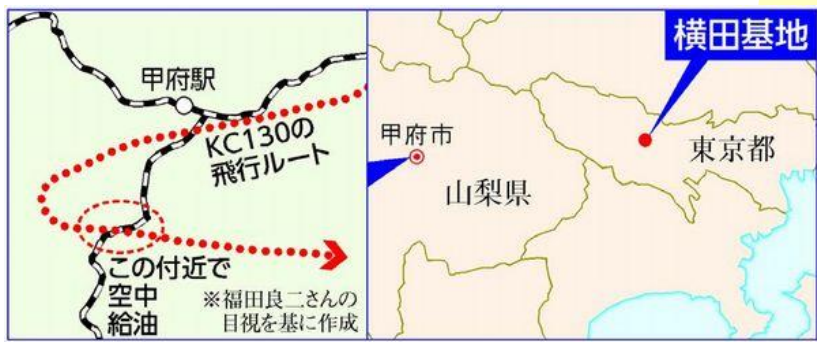 甲府駅
KC130の
飛行ルート
この付近で
空中
給油
※福田良二さんの
目視を基に作成
横田基地
甲府市
東京都
山梨県